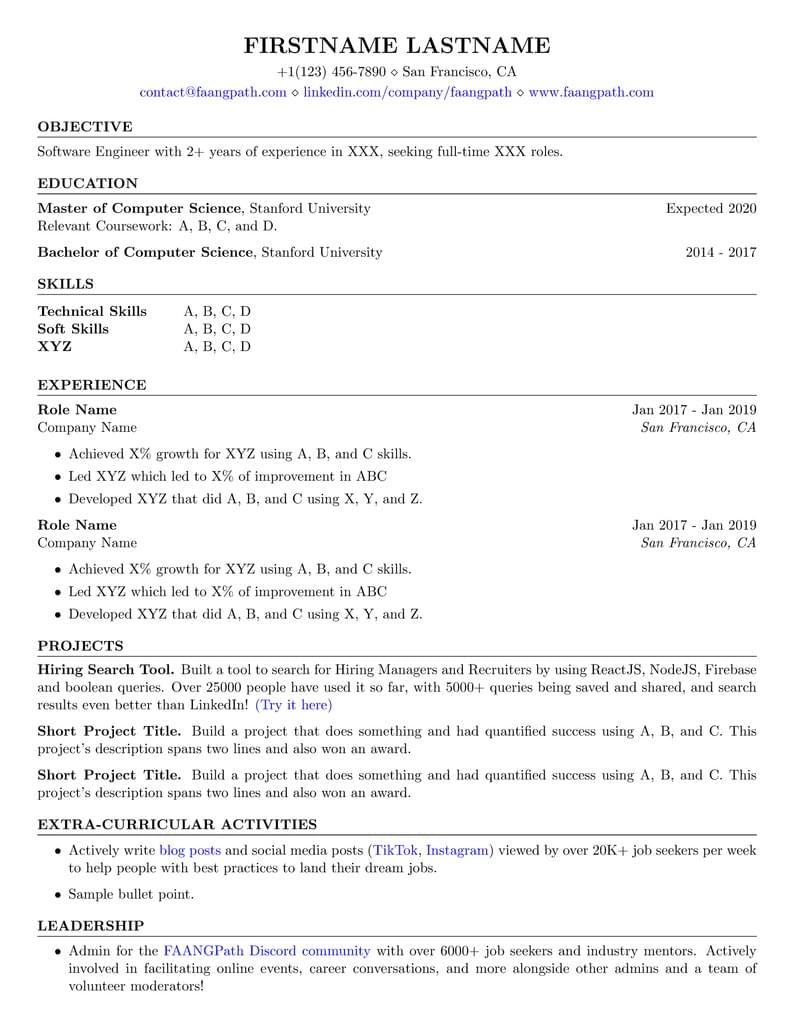 FIRSTNAME LASTNAME
+1(123) 456-7890 ⋄ San Francisco, CA
contact@faangpath.com ⋄ linkedin.com/company/faangpath ⋄ www.faangpath.com
OBJECTIVE
Software Engineer with 2+ years of experience in XXX, seeking full-time XXX roles.
EDUCATION
Master of Computer Science, Stanford University Expected 2020
Relevant Coursework: A, B, C, and D.
Bachelor of Computer Science, Stanford University 2014 - 2017
SKILLS
Technical Skills A, B, C, D
Soft Skills A, B, C, D
XYZ A, B, C, D
EXPERIENCE
Role Name Jan 2017 - Jan 2019
Company Name San Francisco, CA
• Achieved X% growth for XYZ using A, B, and C skills.
• Led XYZ which led to X% of improvement in ABC
• Developed XYZ that did A, B, and C using X, Y, and Z.
Role Name Jan 2017 - Jan 2019
Company Name San Francisco, CA
• Achieved X% growth for XYZ using A, B, and C skills.
• Led XYZ which led to X% of improvement in ABC
• Developed XYZ that did A, B, and C using X, Y, and Z.
PROJECTS
Hiring Search Tool. Built a tool to search for Hiring Managers and Recruiters by using ReactJS, NodeJS, Firebase
and boolean queries. Over 25000 people have used it so far, with 5000+ queries being saved and shared, and search
results even better than LinkedIn! (Try it here)
Short Project Title. Build a project that does something and had quantified success using A, B, and C. This
project's description spans two lines and also won an award.
Short Project Title. Build a project that does something and had quantified success using A, B, and C. This
project's description spans two lines and also won an award.
EXTRA-CURRICULAR ACTIVITIES
• Actively write blog posts and social media posts (TikTok, Instagram) viewed by over 20K+ job seekers per week
to help people with best practices to land their dream jobs.
• Sample bullet point.
LEADERSHIP
• Admin for the FAANGPath Discord community with over 6000+ job seekers and industry mentors. Actively
involved in facilitating online events, career conversations, and more alongside other admins and a team of
volunteer moderators!